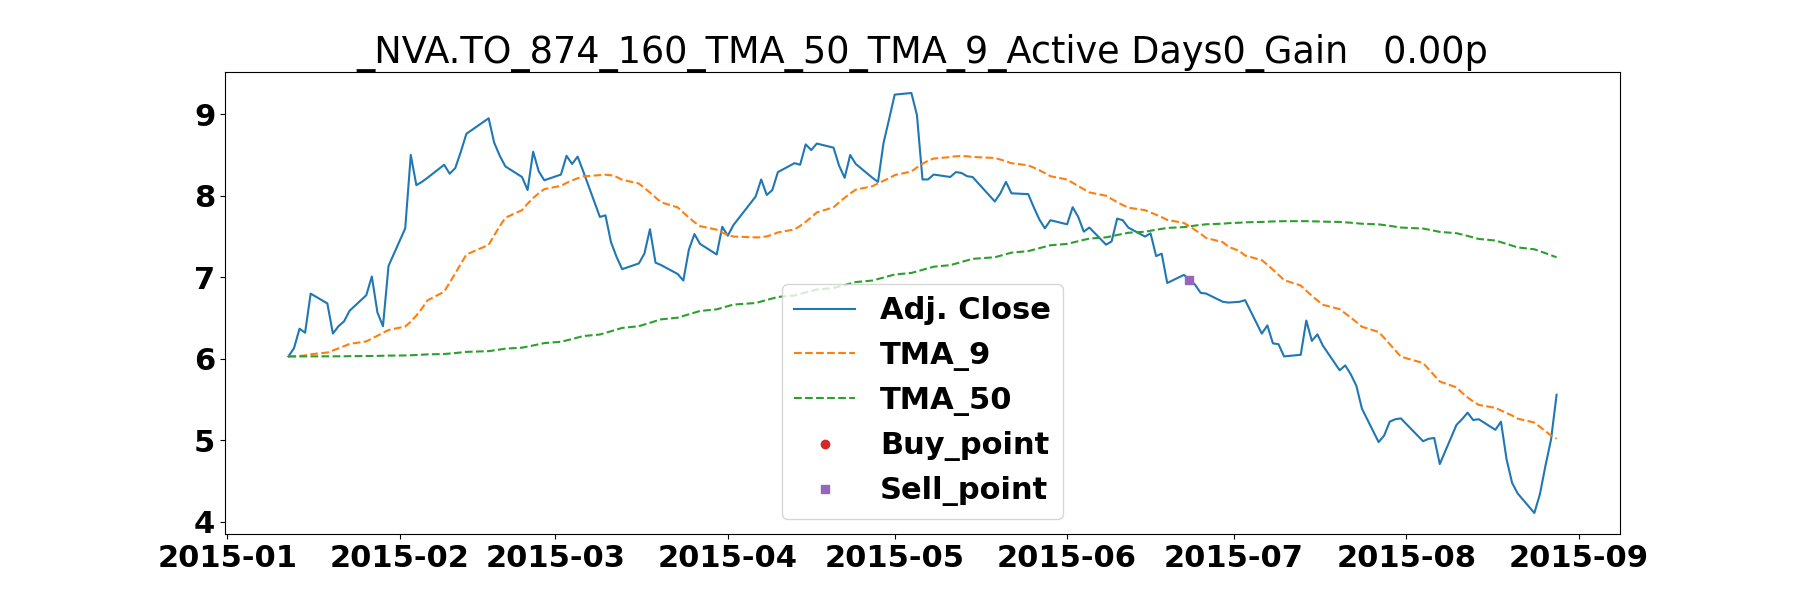 _NVA.TO_874_160_TMA_50_TMA_9_Active Days0_Gain   0.00p
9
8
7
6
5
4
Adj. Close
TMA_9
TMA_50
Buy_point
Sell_point
2015-01 2015-02 2015-03 2015-04 2015-05 2015-06 2015-07 2015-08 2015-09